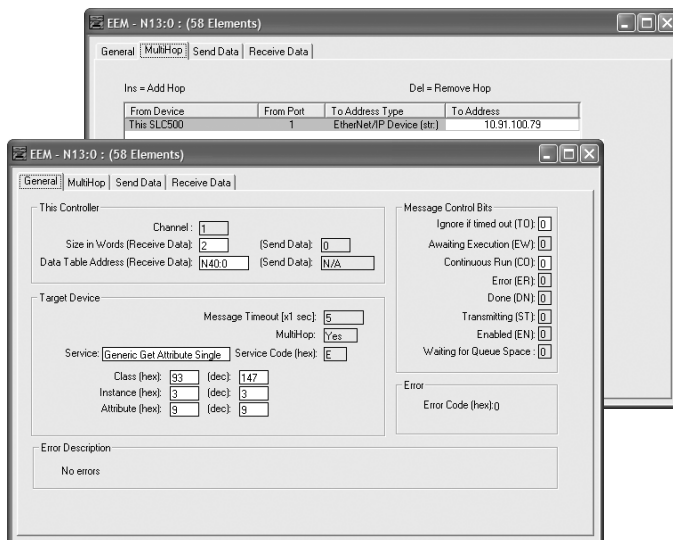 EEM - N13:0 : (58 Elements)
General MultiHop Send Data Receive Data
Ins = Add Hop Del = Remove Hop
From Device From Port To Address Type To Address
This SLC500 1 EtherNet/IP Device (str.) 10.91.100.79
EEM - N13:0 : (58 Elements)
General MultiHop Send Data Receive Data
This Controller
Channel: 1
Size in Words (Receive Data): 2 (Send Data): 0
Data Table Address (Receive Data): N40:0 (Send Data): N/A
Target Device
Message Timeout [x1 sec]: 5
MultiHop: Yes
Service: Generic Get Attribute Single Service Code (hex): E
Class (hex): 93 (dec): 147
Instance (hex): 3 (dec): 3
Attribute (hex): 9 (dec): 9
Message Control Bits
Ignore if timed out (TO): 0
Awaiting Execution (EW): 0
Continuous Run (CO): 0
Error (ER): 0
Done (DN): 0
Transmitting (ST): 0
Enabled (EN): 0
Waiting for Queue Space : 0
Error
Error Code (hex):0
Error Description
No errors